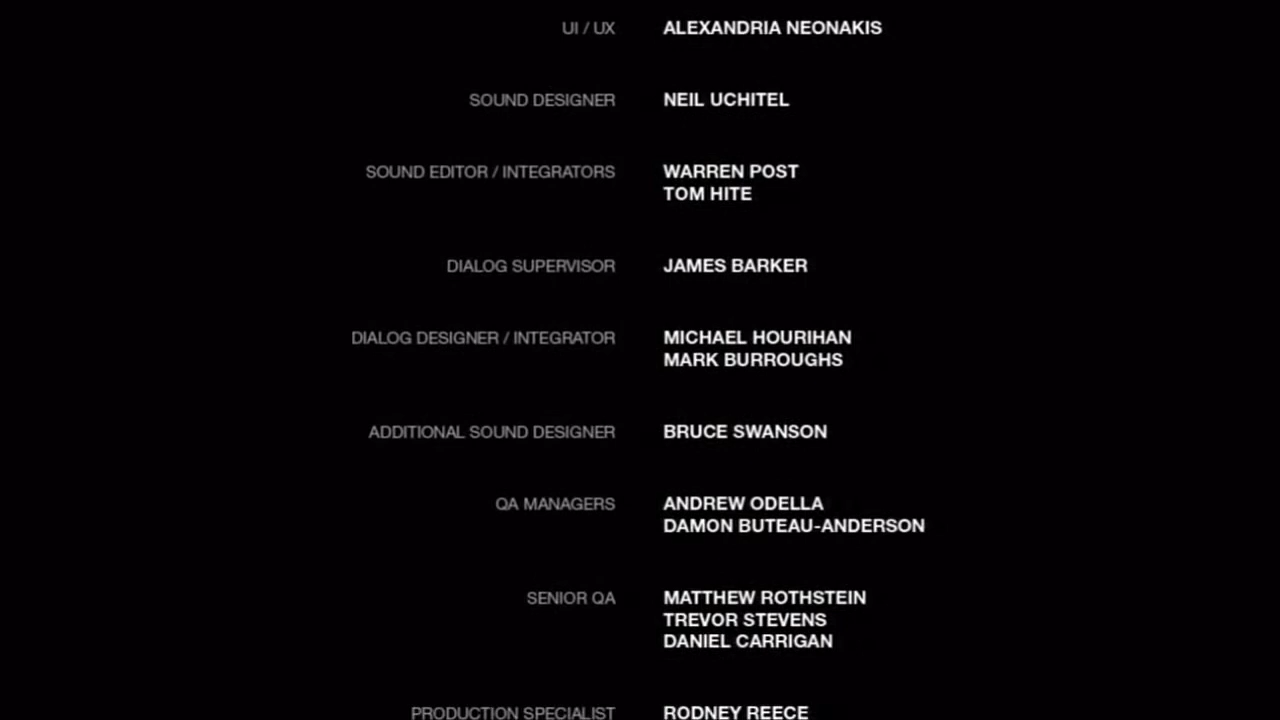 UI / UX ALEXANDRIA NEONAKIS
SOUND DESIGNER NEIL UCHITEL
SOUND EDITOR / INTEGRATORS WARREN POST
TOM HITE
DIALOG SUPERVISOR JAMES BARKER
DIALOG DESIGNER / INTEGRATOR MICHAEL HOURIHAN
MARK BURROUGHS
ADDITIONAL SOUND DESIGNER BRUCE SWANSON
QA MANAGERS ANDREW ODELLA
DAMON BUTEAU-ANDERSON
SENIOR QA MATTHEW ROTHSTEIN
TREVOR STEVENS
DANIEL CARRIGAN
PRODUCTION SPECIALIST RODNEY REECE